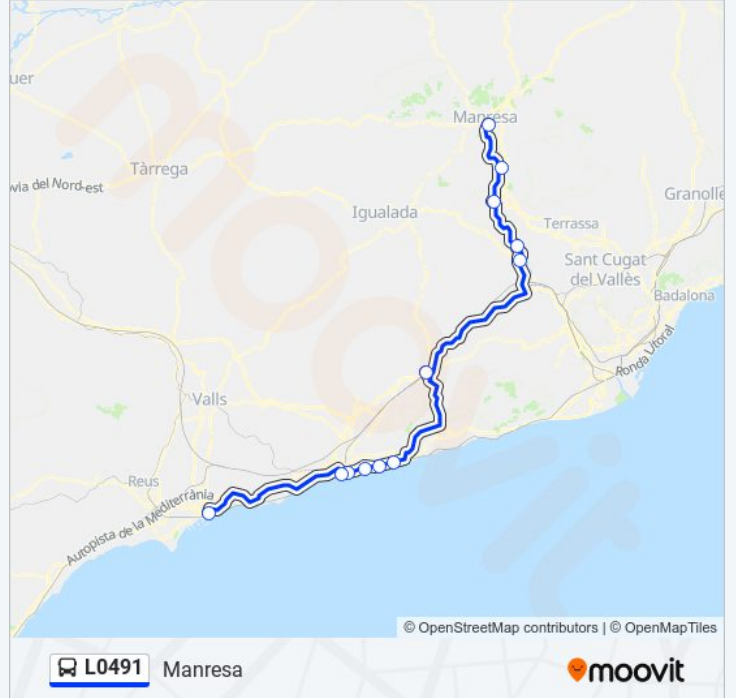 uer
Manresa
Tàrrega
via del Nord-est
Granolle
Igualada
Terrassa
Sant Cugat
del Vallès
Badalona
Ronda Litoral
Valls
Reus
Autopista de la Mediterrània
moovit
© OpenStreetMap contributors | © OpenMapTiles
L0491 Manresa
moovit